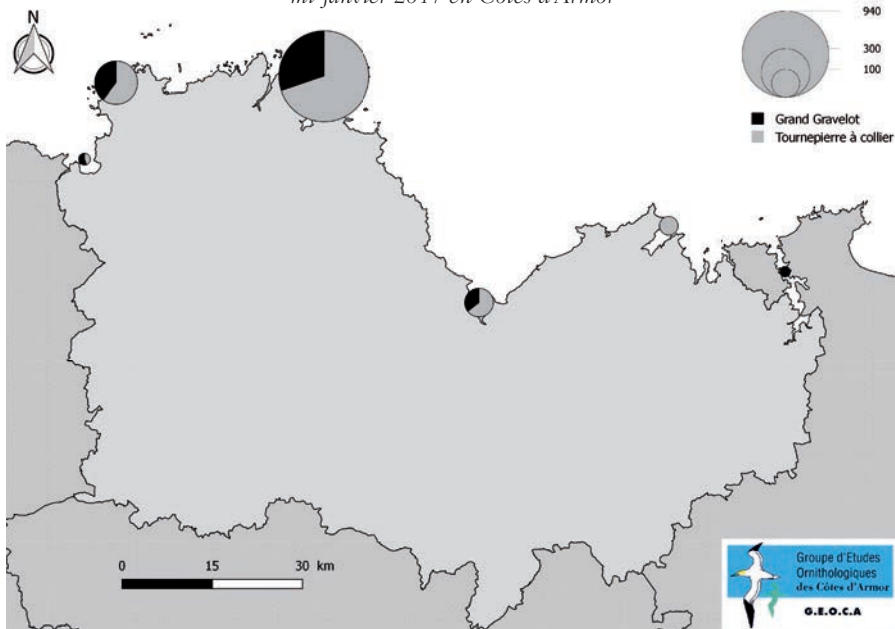 mi-janvier 2017 en Côtes d'Armor
N
940
300
100
Grand Gravelot
Tournepierre à collier
0 15 30 km
Groupe d'Etudes
Ornithologiques
des Côtes d'Armor
G.E.O.C.A